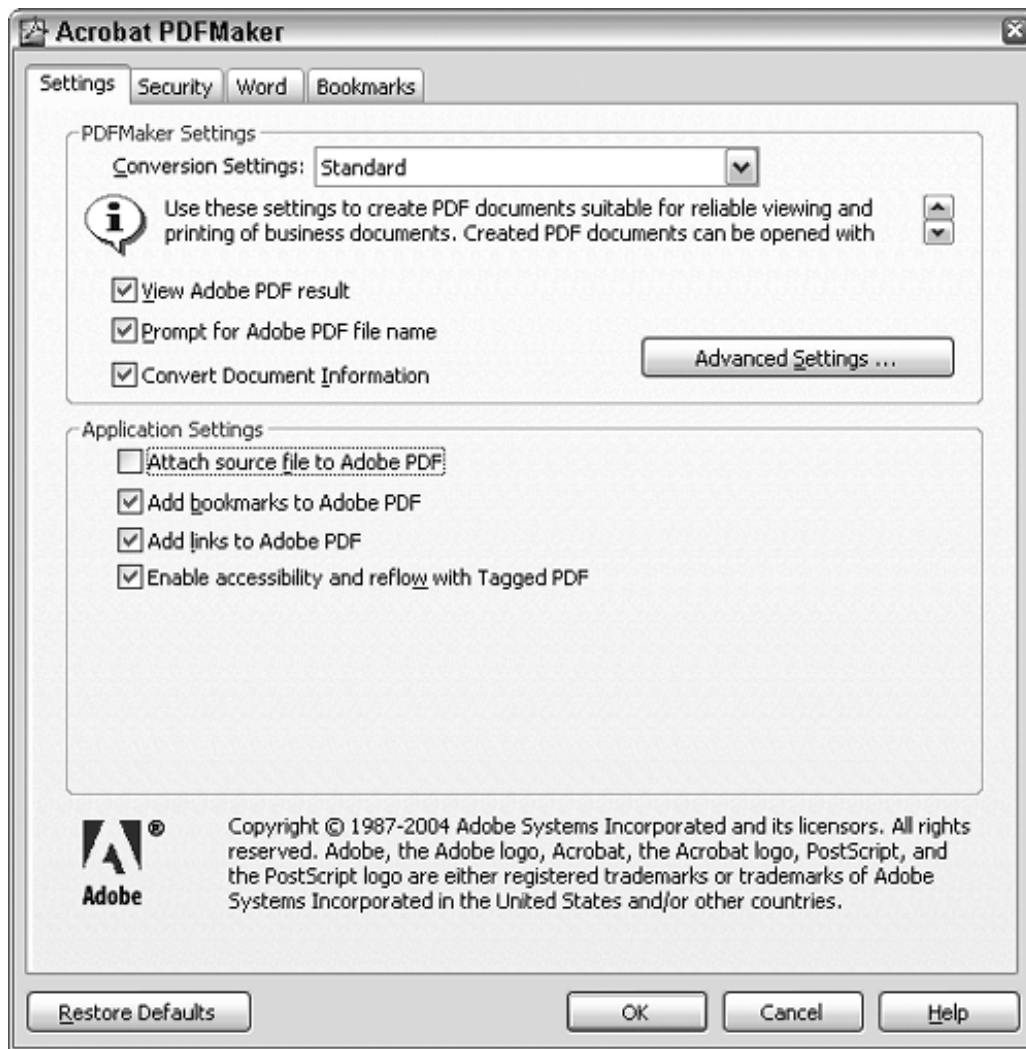 Acrobat PDFMaker
Settings Security Word Bookmarks
PDFMaker Settings
Conversion Settings: Standard
Use these settings to create PDF documents suitable for reliable viewing and
printing of business documents. Created PDF documents can be opened with
View Adobe PDF result
Prompt for Adobe PDF file name
Advanced Settings ...
Convert Document Information
Application Settings
Attach source file to Adobe PDF
Add bookmarks to Adobe PDF
Add links to Adobe PDF
Enable accessibility and reflow with Tagged PDF
Adobe ®
Copyright © 1987-2004 Adobe Systems Incorporated and its licensors. All rights
reserved. Adobe, the Adobe logo, Acrobat, the Acrobat logo, PostScript, and
the PostScript logo are either registered trademarks or trademarks of Adobe
Systems Incorporated in the United States and/or other countries.
Restore Defaults OK Cancel Help